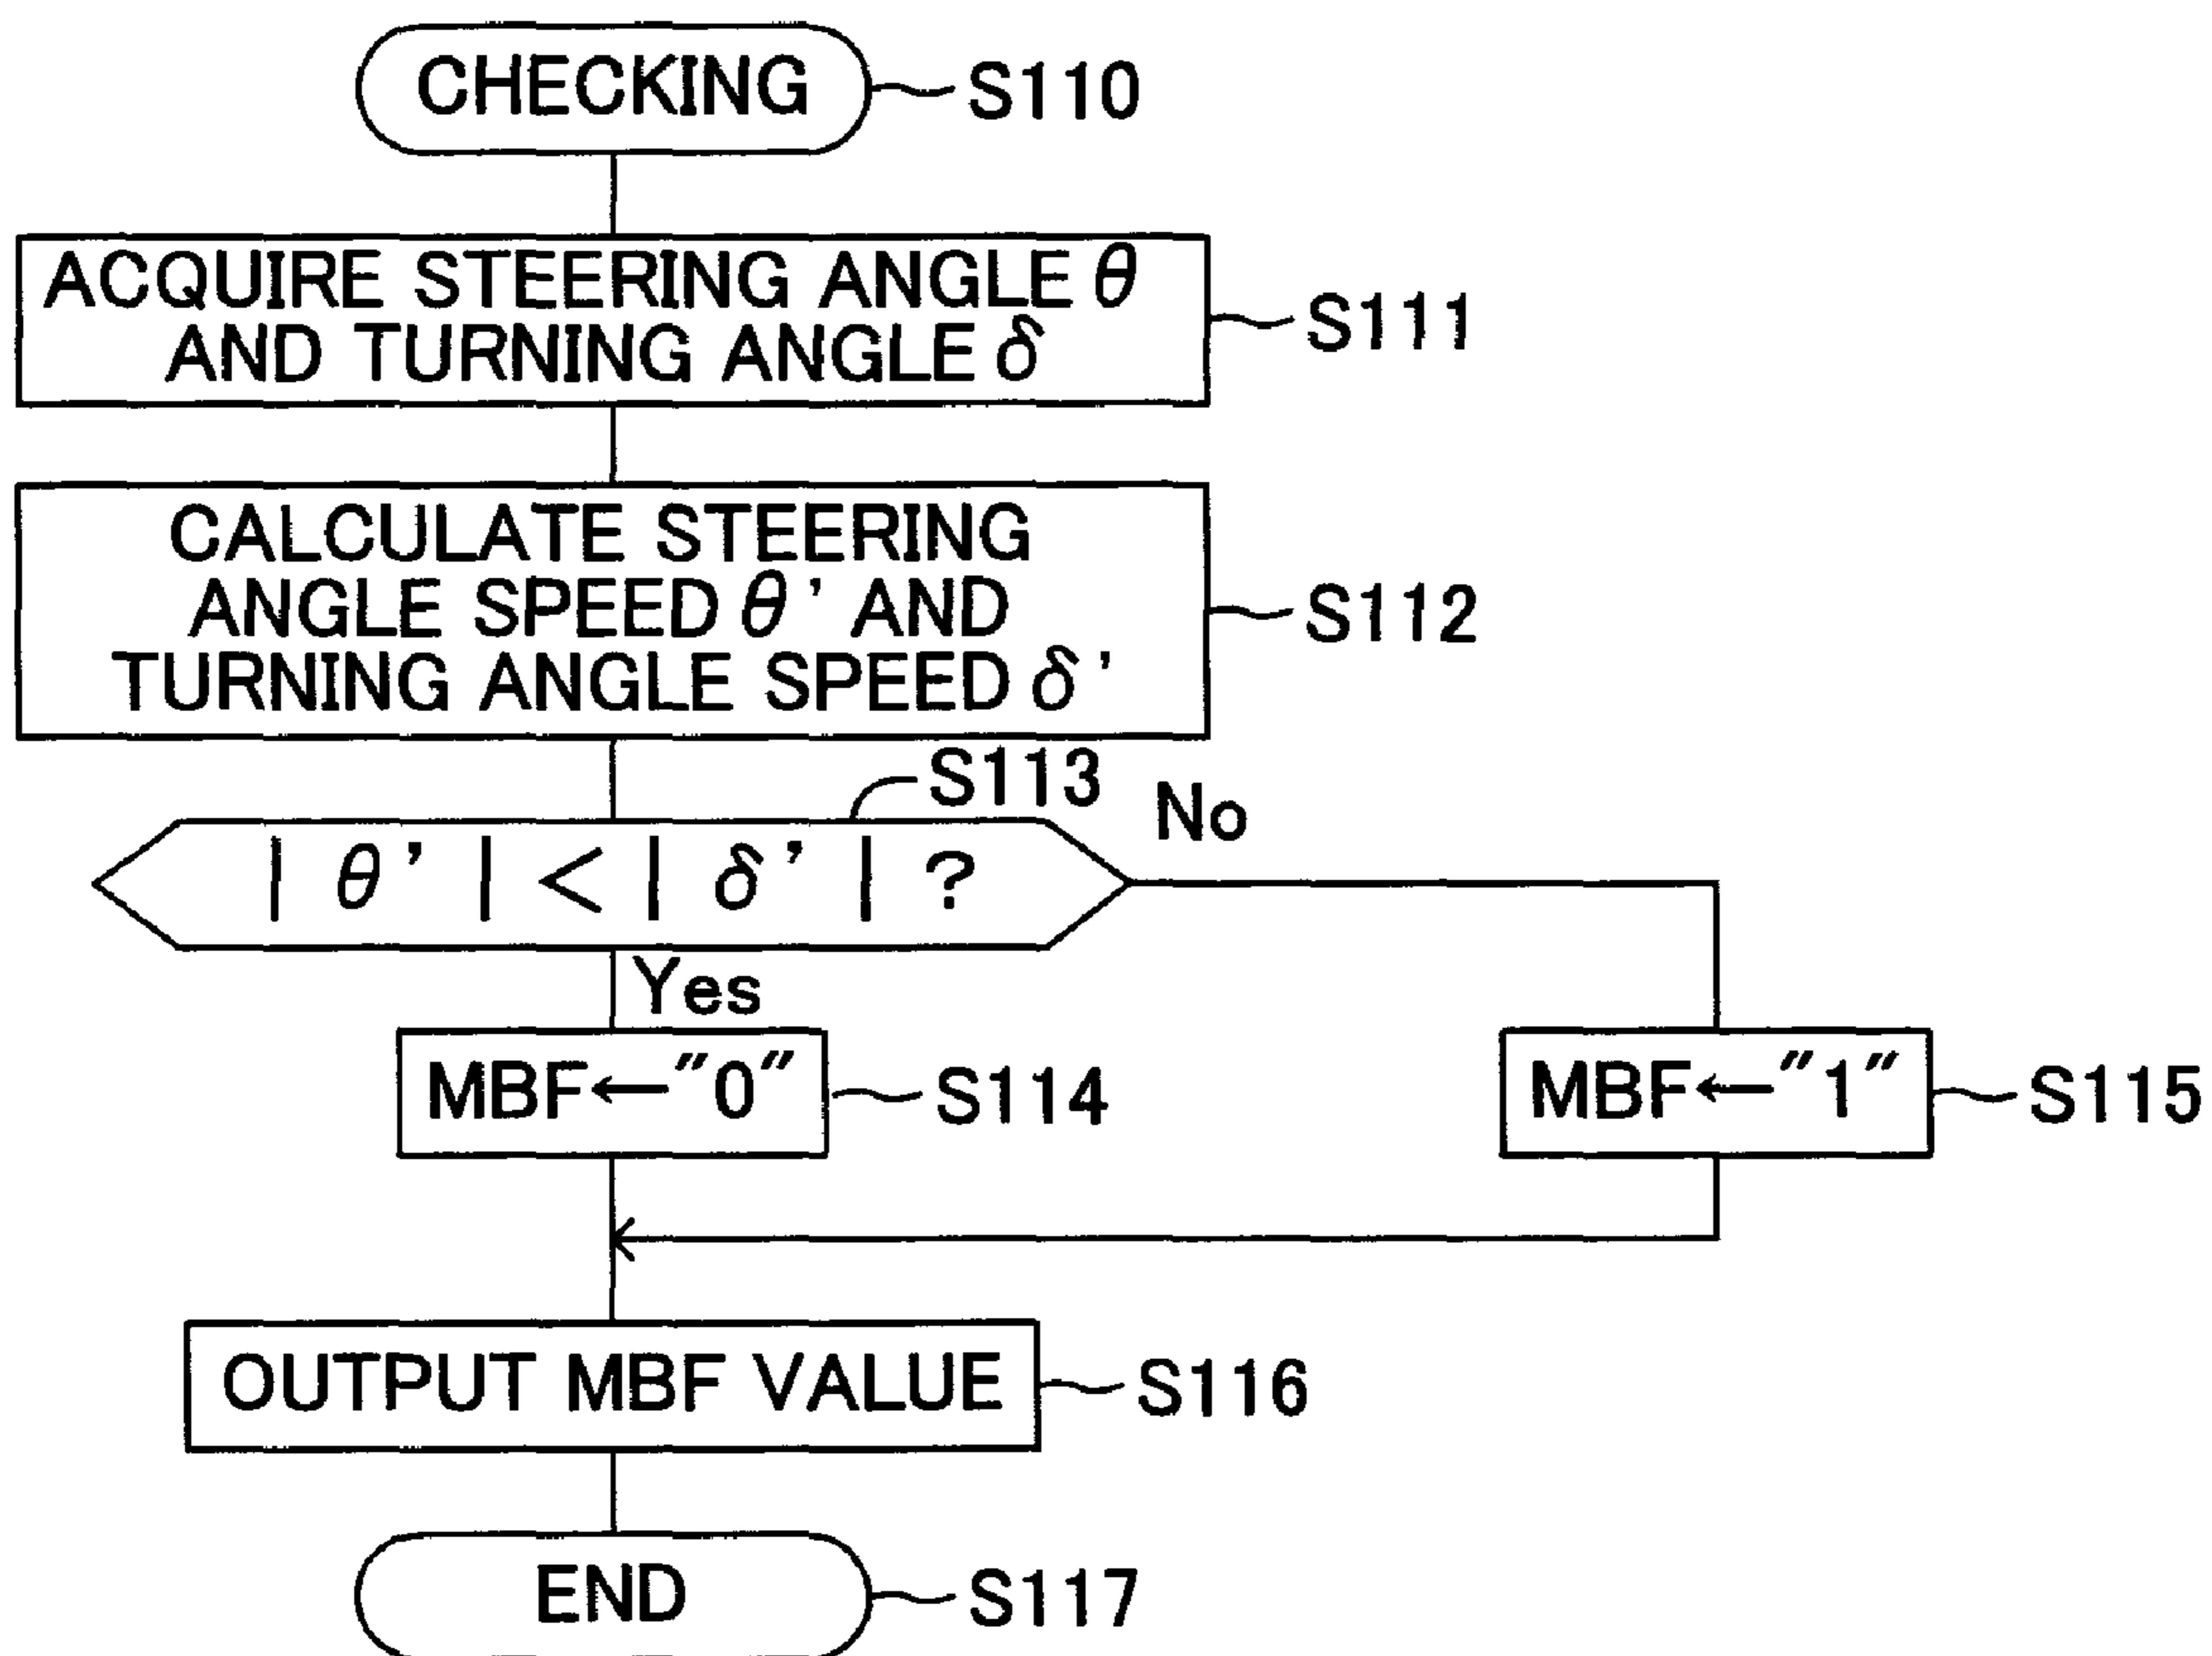 CHECKING
S110
ACQUIRE STEERING ANGLE θ
AND TURNING ANGLE δ
S111
CALCULATE STEERING
ANGLE SPEED θ' AND
TURNING ANGLE SPEED δ'
S112
S113
| θ' | < | δ' | ?
No
Yes
MBF←"0"
S114
MBF←"1"
S115
OUTPUT MBF VALUE
S116
END
S117